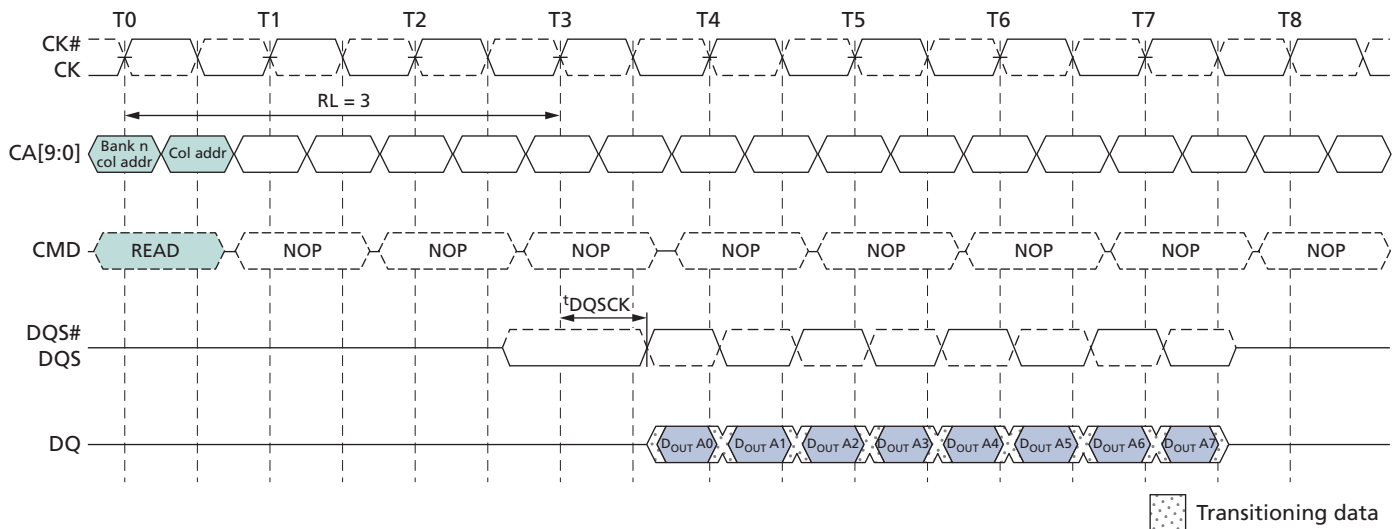 T0 T1 T2 T3 T4 T5 T6 T7 T8
CK#
CK
RL = 3
CA[9:0] Bank n col addr Col addr
CMD READ NOP NOP NOP NOP NOP NOP NOP NOP
tDQSCK
DQS#
DQS
DQ DOUT A0 DOUT A1 DOUT A2 DOUT A3 DOUT A4 DOUT A5 DOUT A6 DOUT A7
Transitioning data